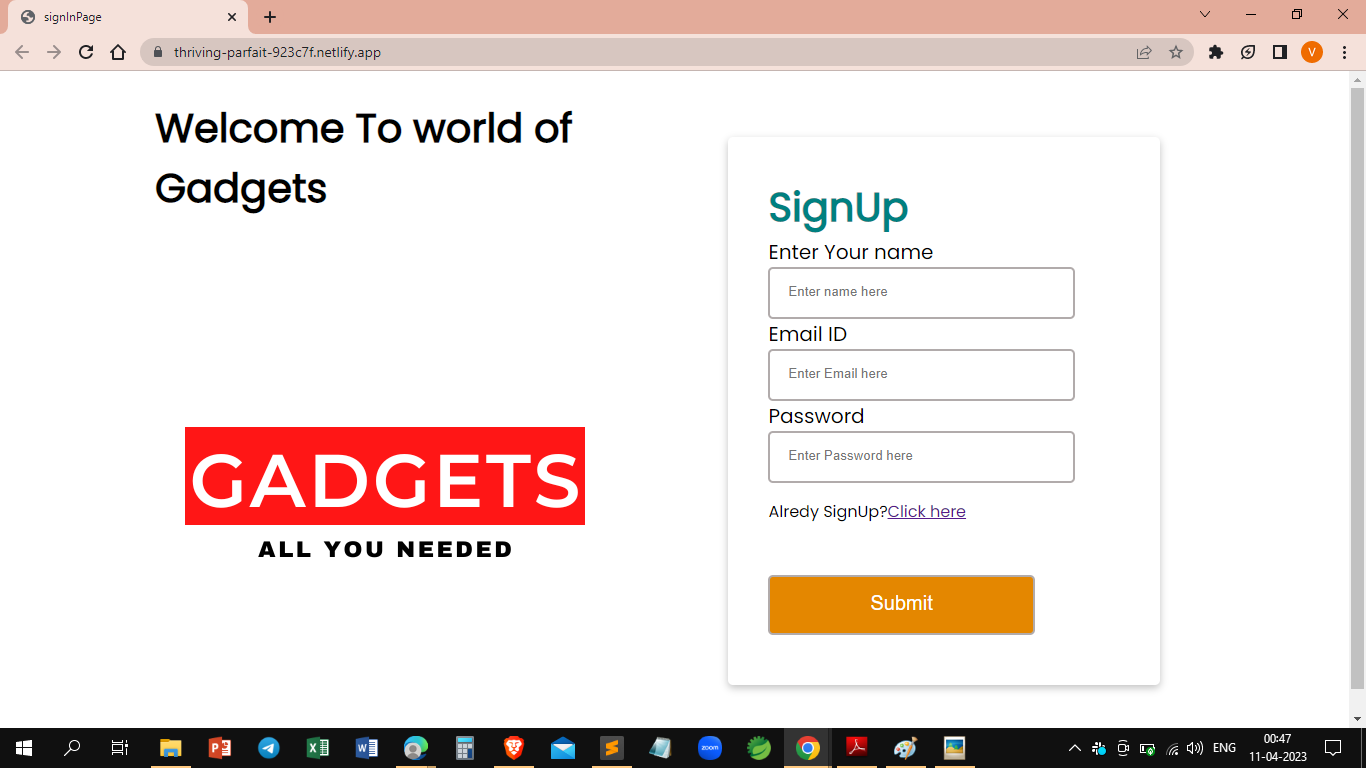 signInPage
thriving-parfait-923c7f.netlify.app
V
Welcome To world of
Gadgets
GADGETS
ALL YOU NEEDED
SignUp
Enter Your name
Enter name here
Email ID
Enter Email here
Password
Enter Password here
Alredy SignUp?Click here
Submit
zoom
ENG
00:47
11-04-2023